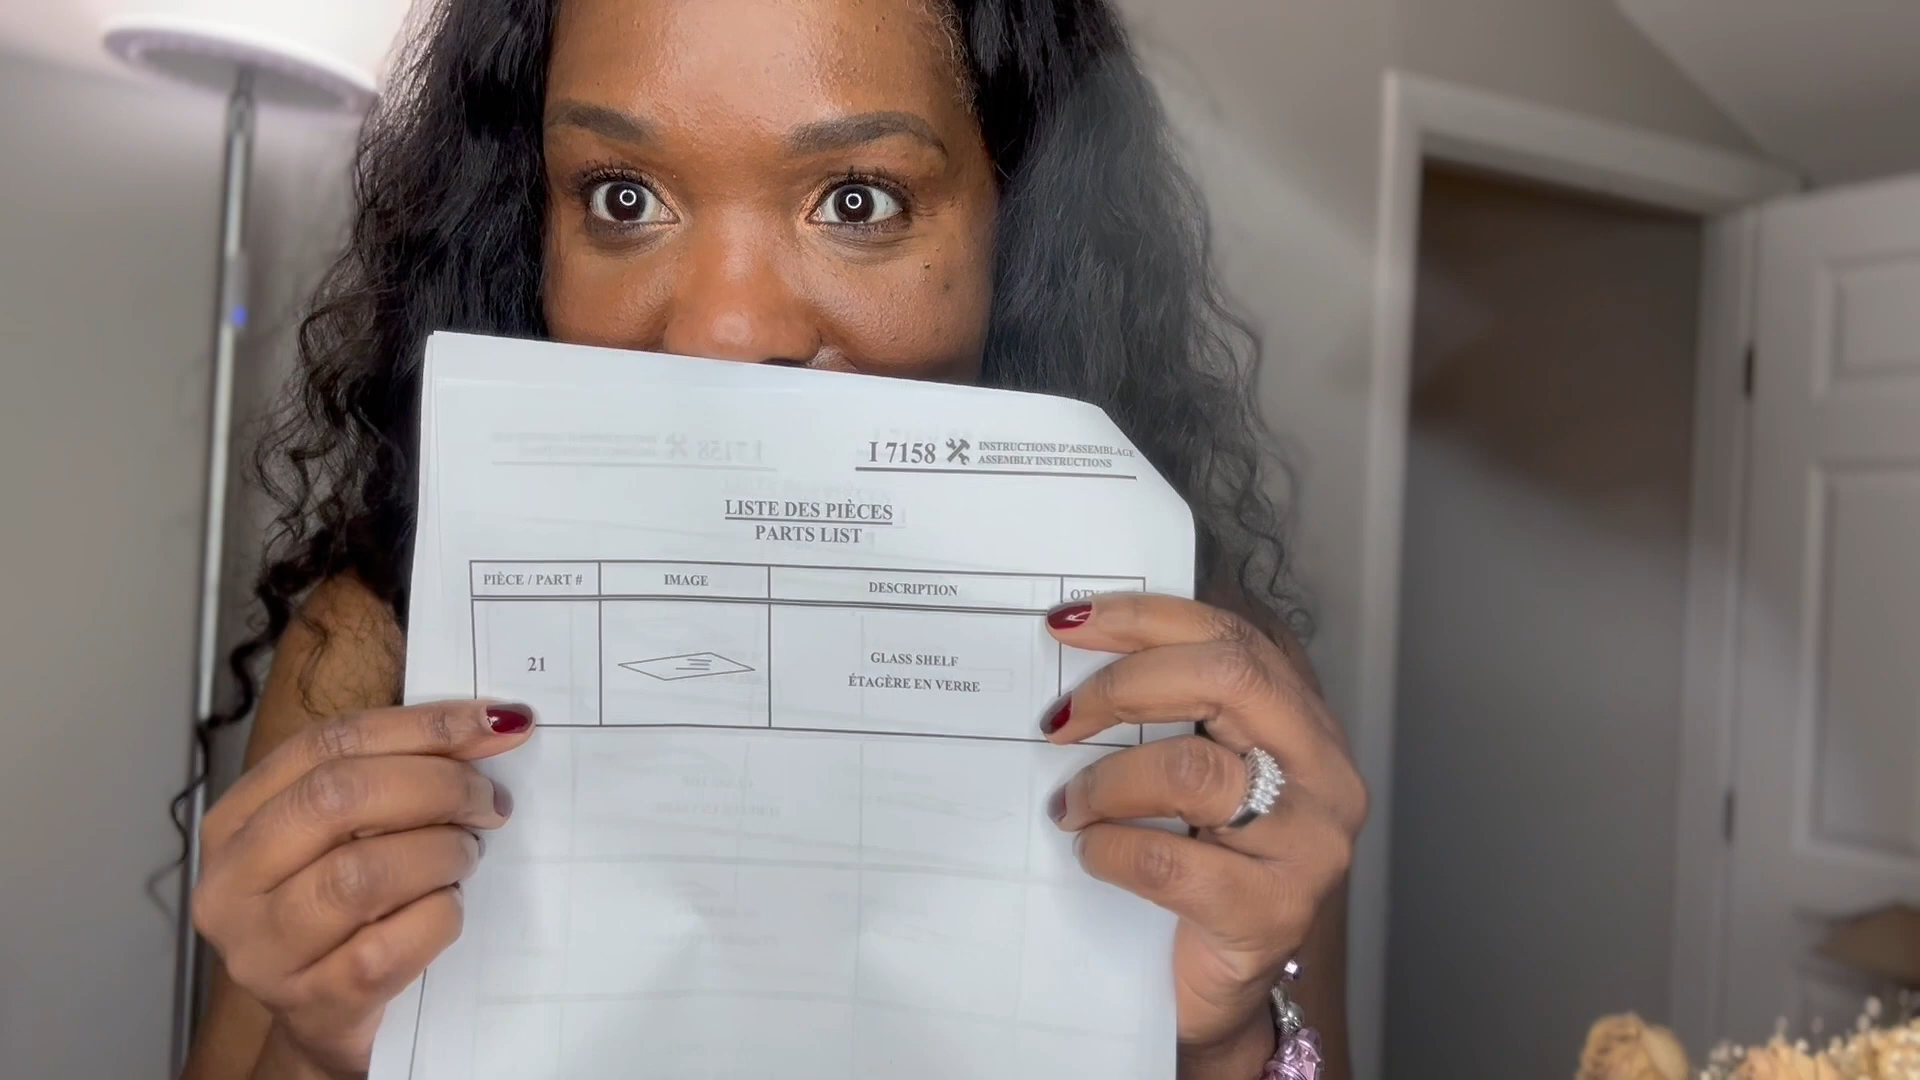 I 7158 INSTRUCTIONS D'ASSEMBLAGE
ASSEMBLY INSTRUCTIONS
LISTE DES PIÈCES
PARTS LIST
PIÈCE / PART # IMAGE DESCRIPTION
21 GLASS SHELF
ÉTAGÈRE EN VERRE